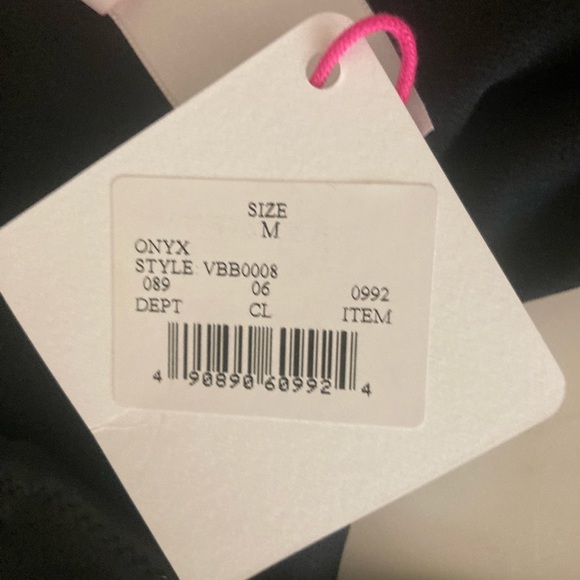 SIZE
M
ONYX
STYLE VBB0008
089 06 0992
DEPT CL ITEM
4 90890 60992 4